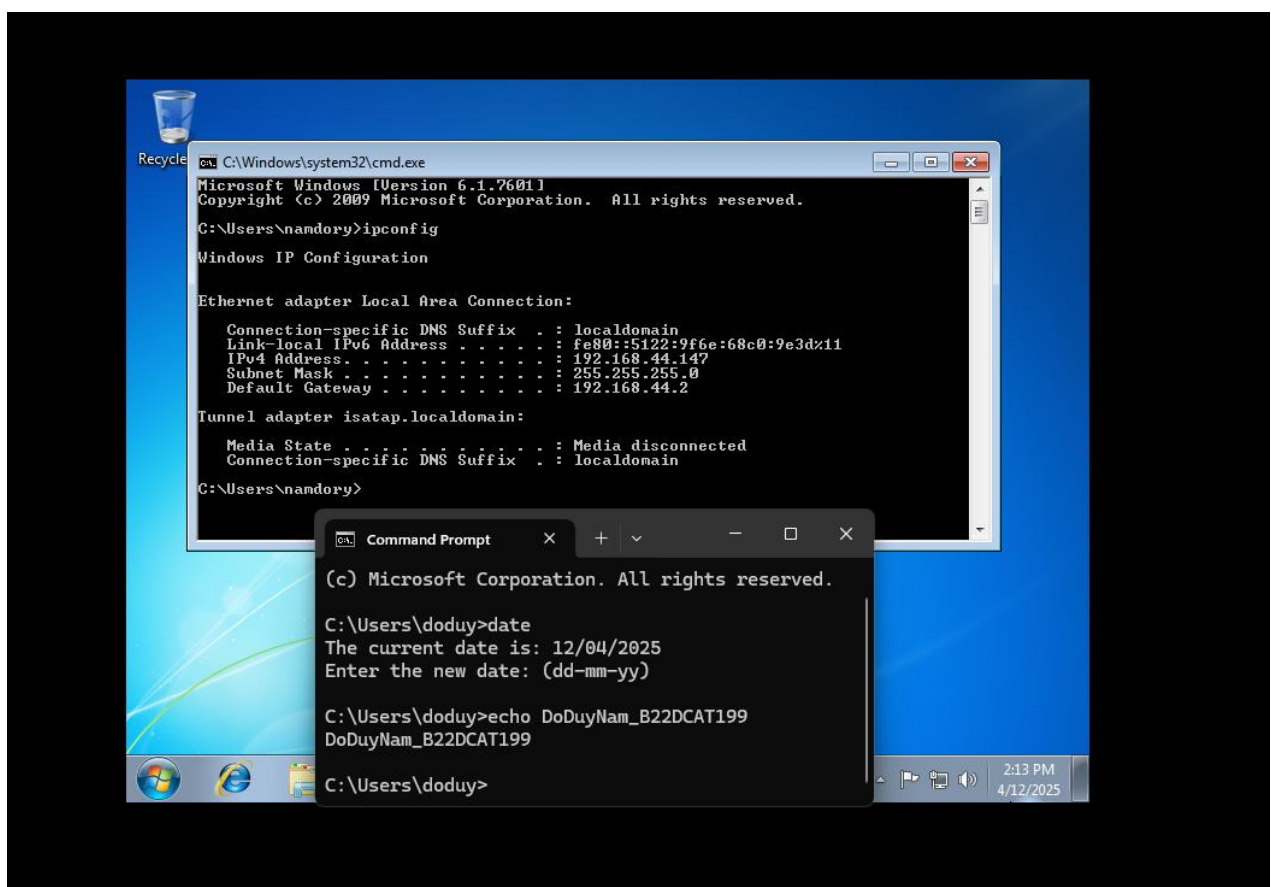 Recycle
C:\Windows\system32\cmd.exe
Microsoft Windows [Version 6.1.7601]
Copyright (c) 2009 Microsoft Corporation.  All rights reserved.
C:\Users\namdory>ipconfig
Windows IP Configuration
Ethernet adapter Local Area Connection:
   Connection-specific DNS Suffix  . : localdomain
   Link-local IPv6 Address . . . . . : fe80::5122:9f6e:68c0:9e3d%11
   IPv4 Address. . . . . . . . . . . : 192.168.44.147
   Subnet Mask . . . . . . . . . . . : 255.255.255.0
   Default Gateway . . . . . . . . . : 192.168.44.2
Tunnel adapter isatap.localdomain:
   Media State . . . . . . . . . . . : Media disconnected
   Connection-specific DNS Suffix  . : localdomain
C:\Users\namdory>
Command Prompt
(c) Microsoft Corporation. All rights reserved.
C:\Users\doduy>date
The current date is: 12/04/2025
Enter the new date: (dd-mm-yy)
C:\Users\doduy>echo DoDuyNam_B22DCAT199
DoDuyNam_B22DCAT199
C:\Users\doduy>
2:13 PM
4/12/2025